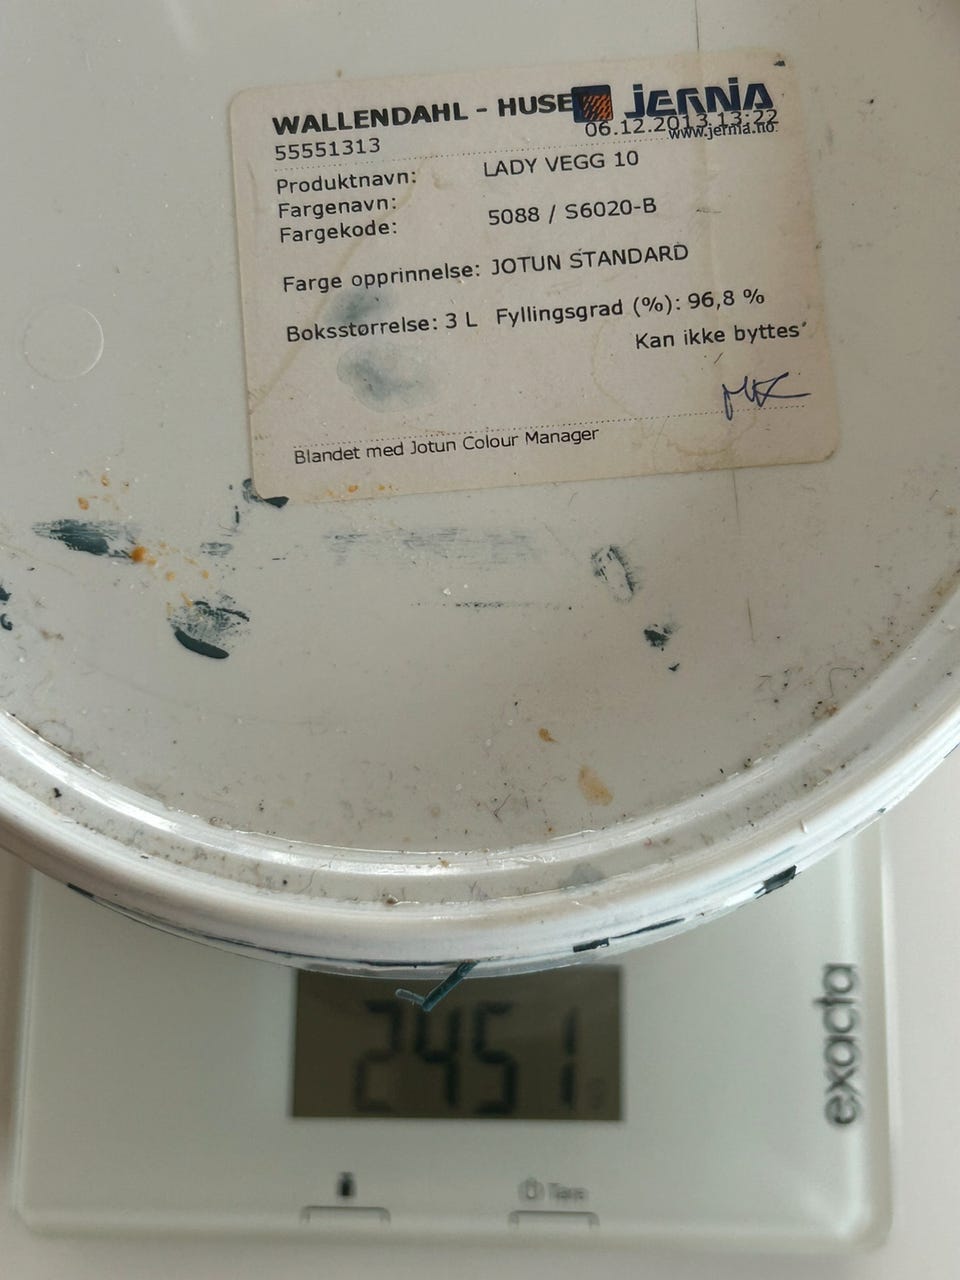 WALLENDAHL - HUSE
JERNIA
06.12.2013 13:22
www.jernia.no
55551313
Produktnavn: LADY VEGG 10
Fargenavn:
Fargekode: 5088 / S6020-B
Farge opprinnelse: JOTUN STANDARD
Boksstørrelse: 3 L Fyllingsgrad (%): 96,8 %
Kan ikke byttes
Blandet med Jotun Colour Manager
2451
exacta
Tare